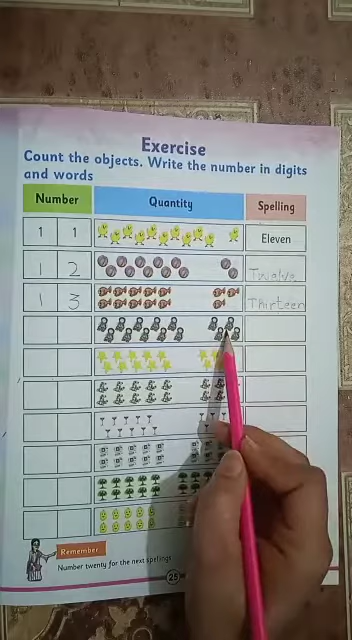 Exercise
Count the objects. Write the number in digits
and words
Number Quantity Spelling
1 1 Eleven
1 2 Twelve
1 3 Thirteen
Remember
Number twenty for the next spellings
25